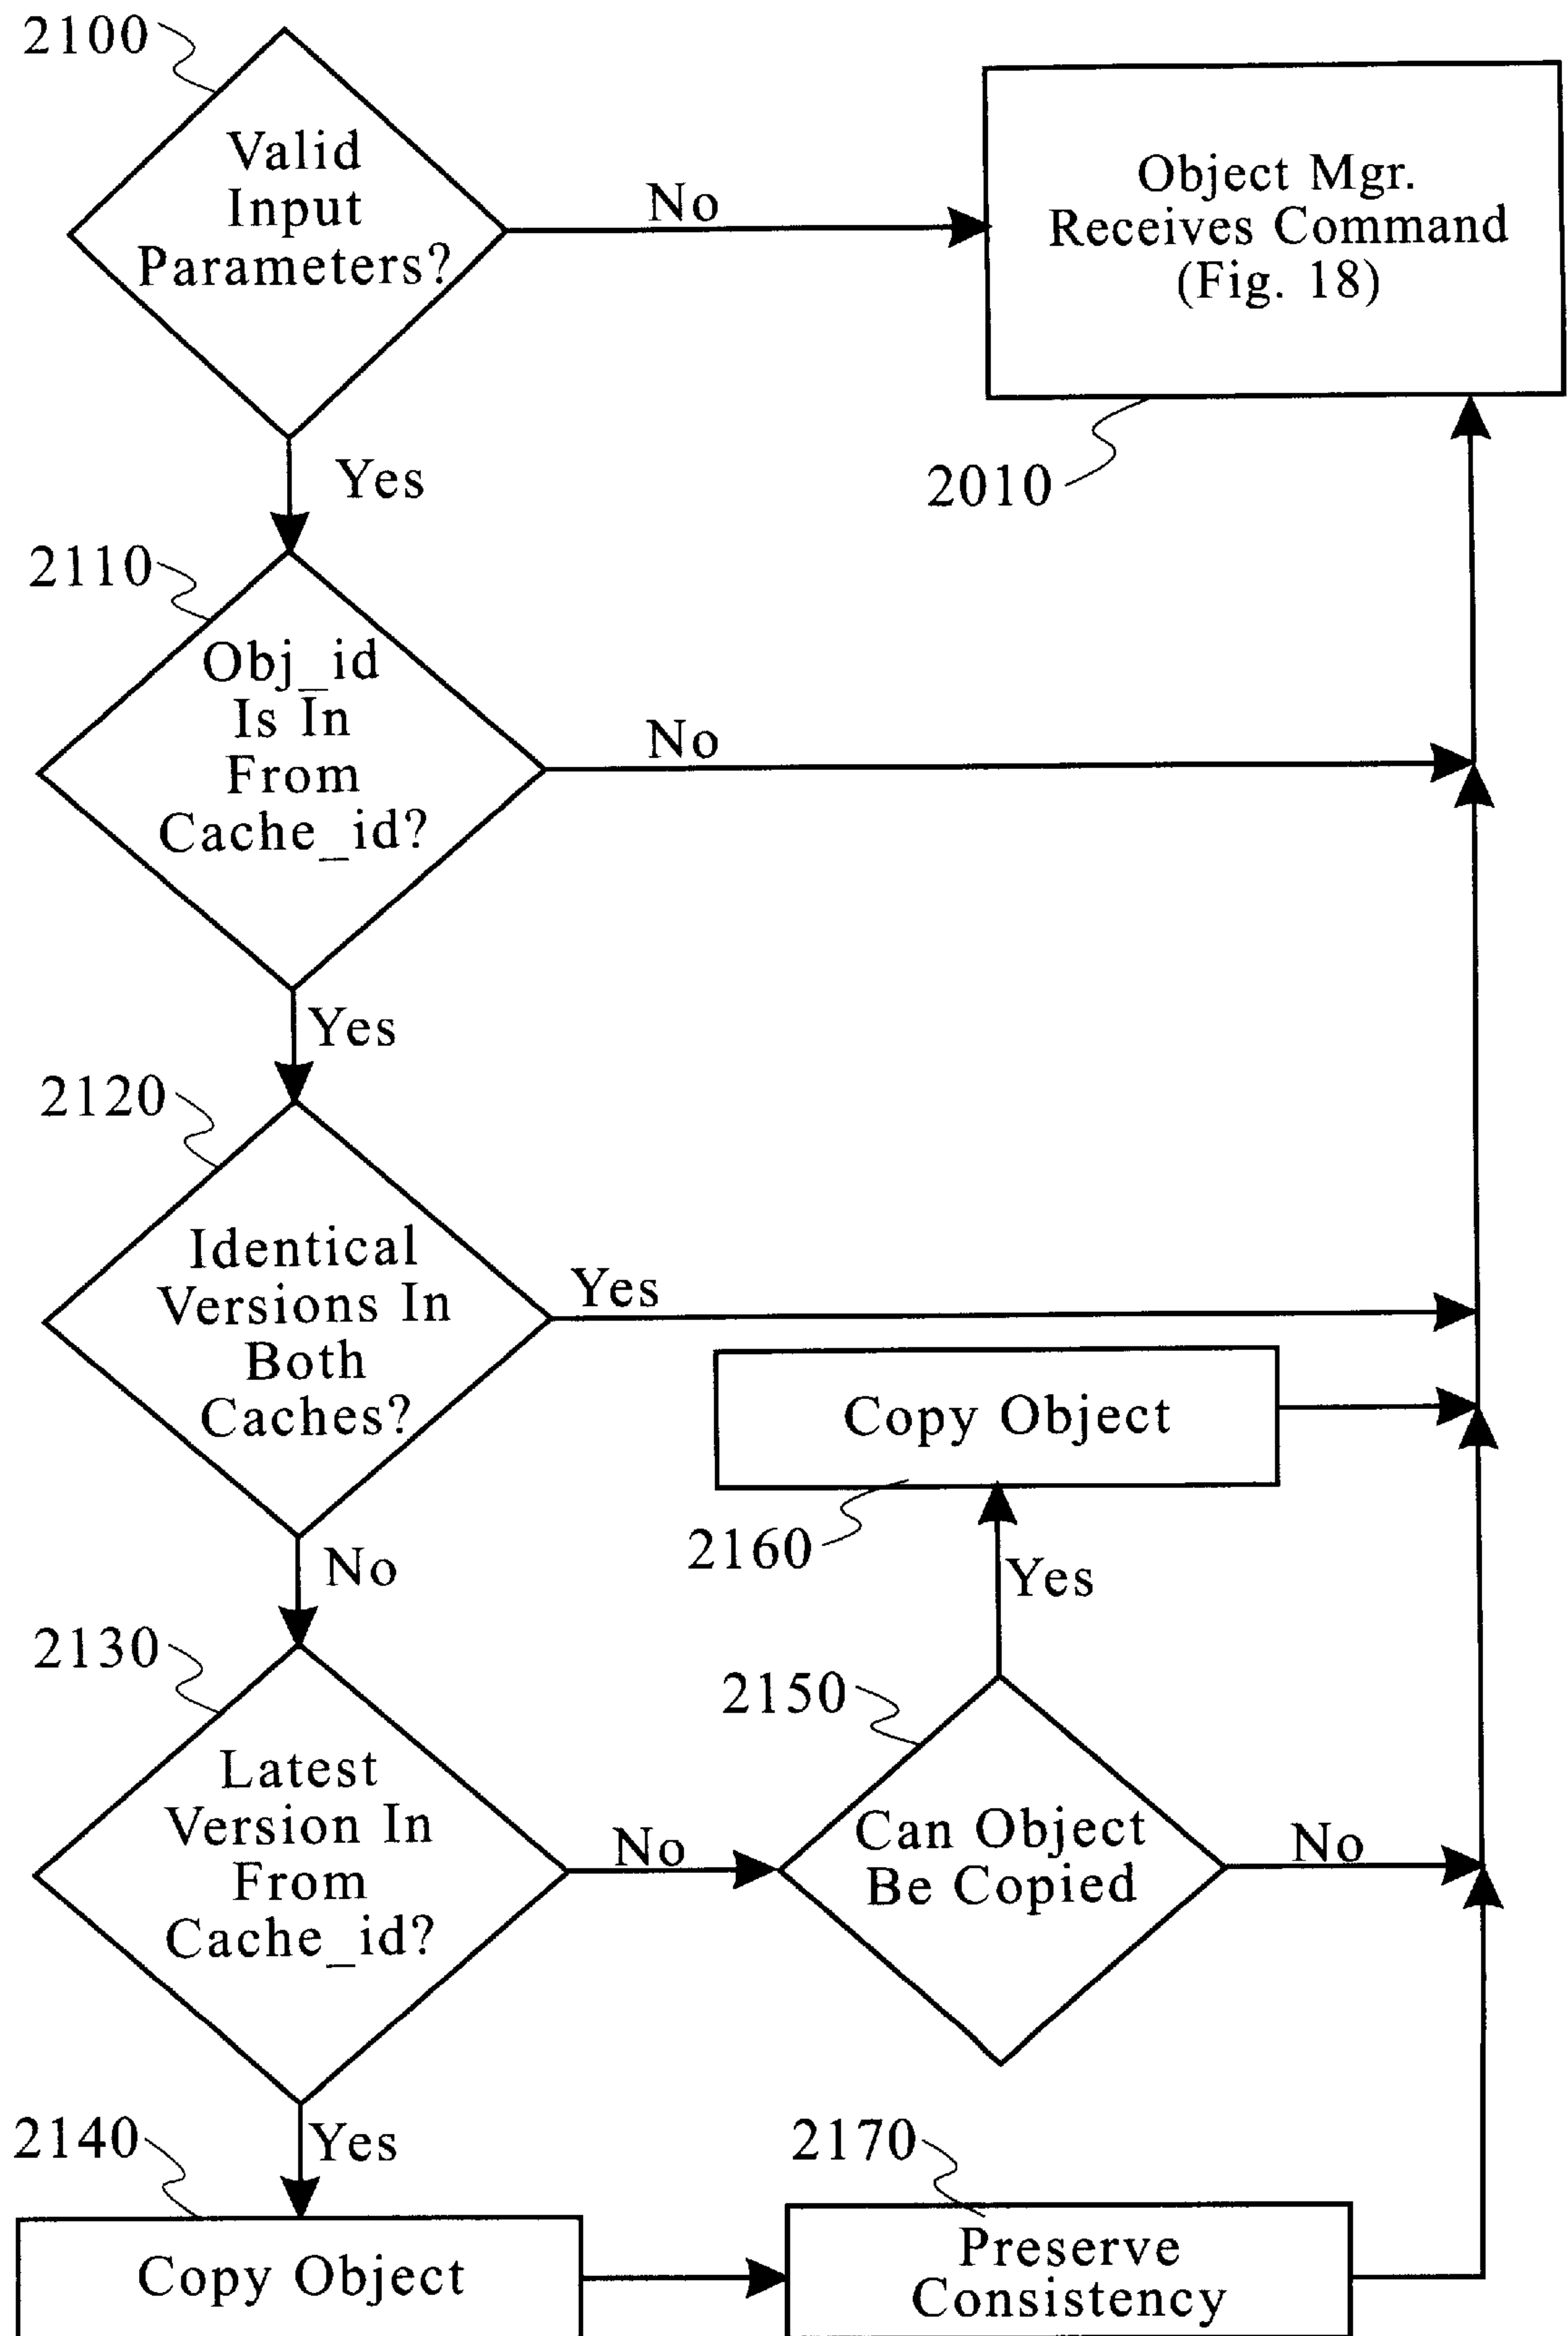 2100
Valid
Input
Parameters?
No
Object Mgr.
Receives Command
(Fig. 18)
2010
Yes
2110
Obj_id
Is In
From
Cache_id?
No
Yes
2120
Identical
Versions In
Both
Caches?
Yes
Copy Object
2160
Yes
No
2130
Latest
Version In
From
Cache_id?
No
2150
Can Object
Be Copied
No
Yes
2140
Copy Object
2170
Preserve
Consistency